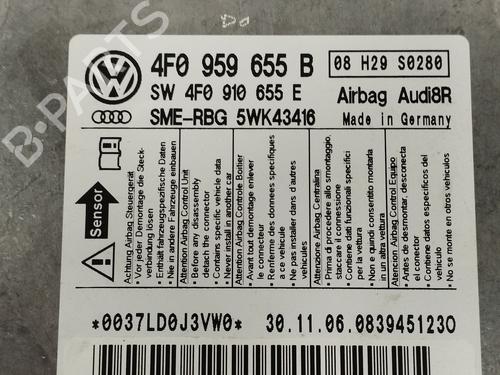 4F0 959 655 B
08 H29 S0280
SW 4F0 910 655 E
Airbag Audi8R
SME-RBG 5WK43416
Made in Germany
Sensor
Achtung Airbag Steuergerät
• Vor jeder Demontage die Steck-
verbindung lösen
• Enthält fahrzeugspezifische Daten
• Nie in andere Fahrzeuge einbauen
Attention Airbag Control Unit
• Before any disassembly
detach the connector
• Contains specific vehicle data
• Never install in another car
Attention Airbag Controle Boitier
• Avant tout démontage enlever
le connecteur
• Renferme des données specifiques
a ce véhicule
• Ne pas installer dans d'autres
véhicules
Attenzione Airbag Centralina
• Prima di procedere allo smontaggio,
staccare il connessione
• Contiene dati funzionali specifici
per la vettura
• Non e quindi consentito montarla
in un'altra vettura
Atencion Airbag Control Equipo
• Antes de desmontar, desconecta
el conector
• Contiene datos especificos del
vehículo
• No se monte en otros vehículos
*0037LD0J3VW0*
30.11.06.0839451230